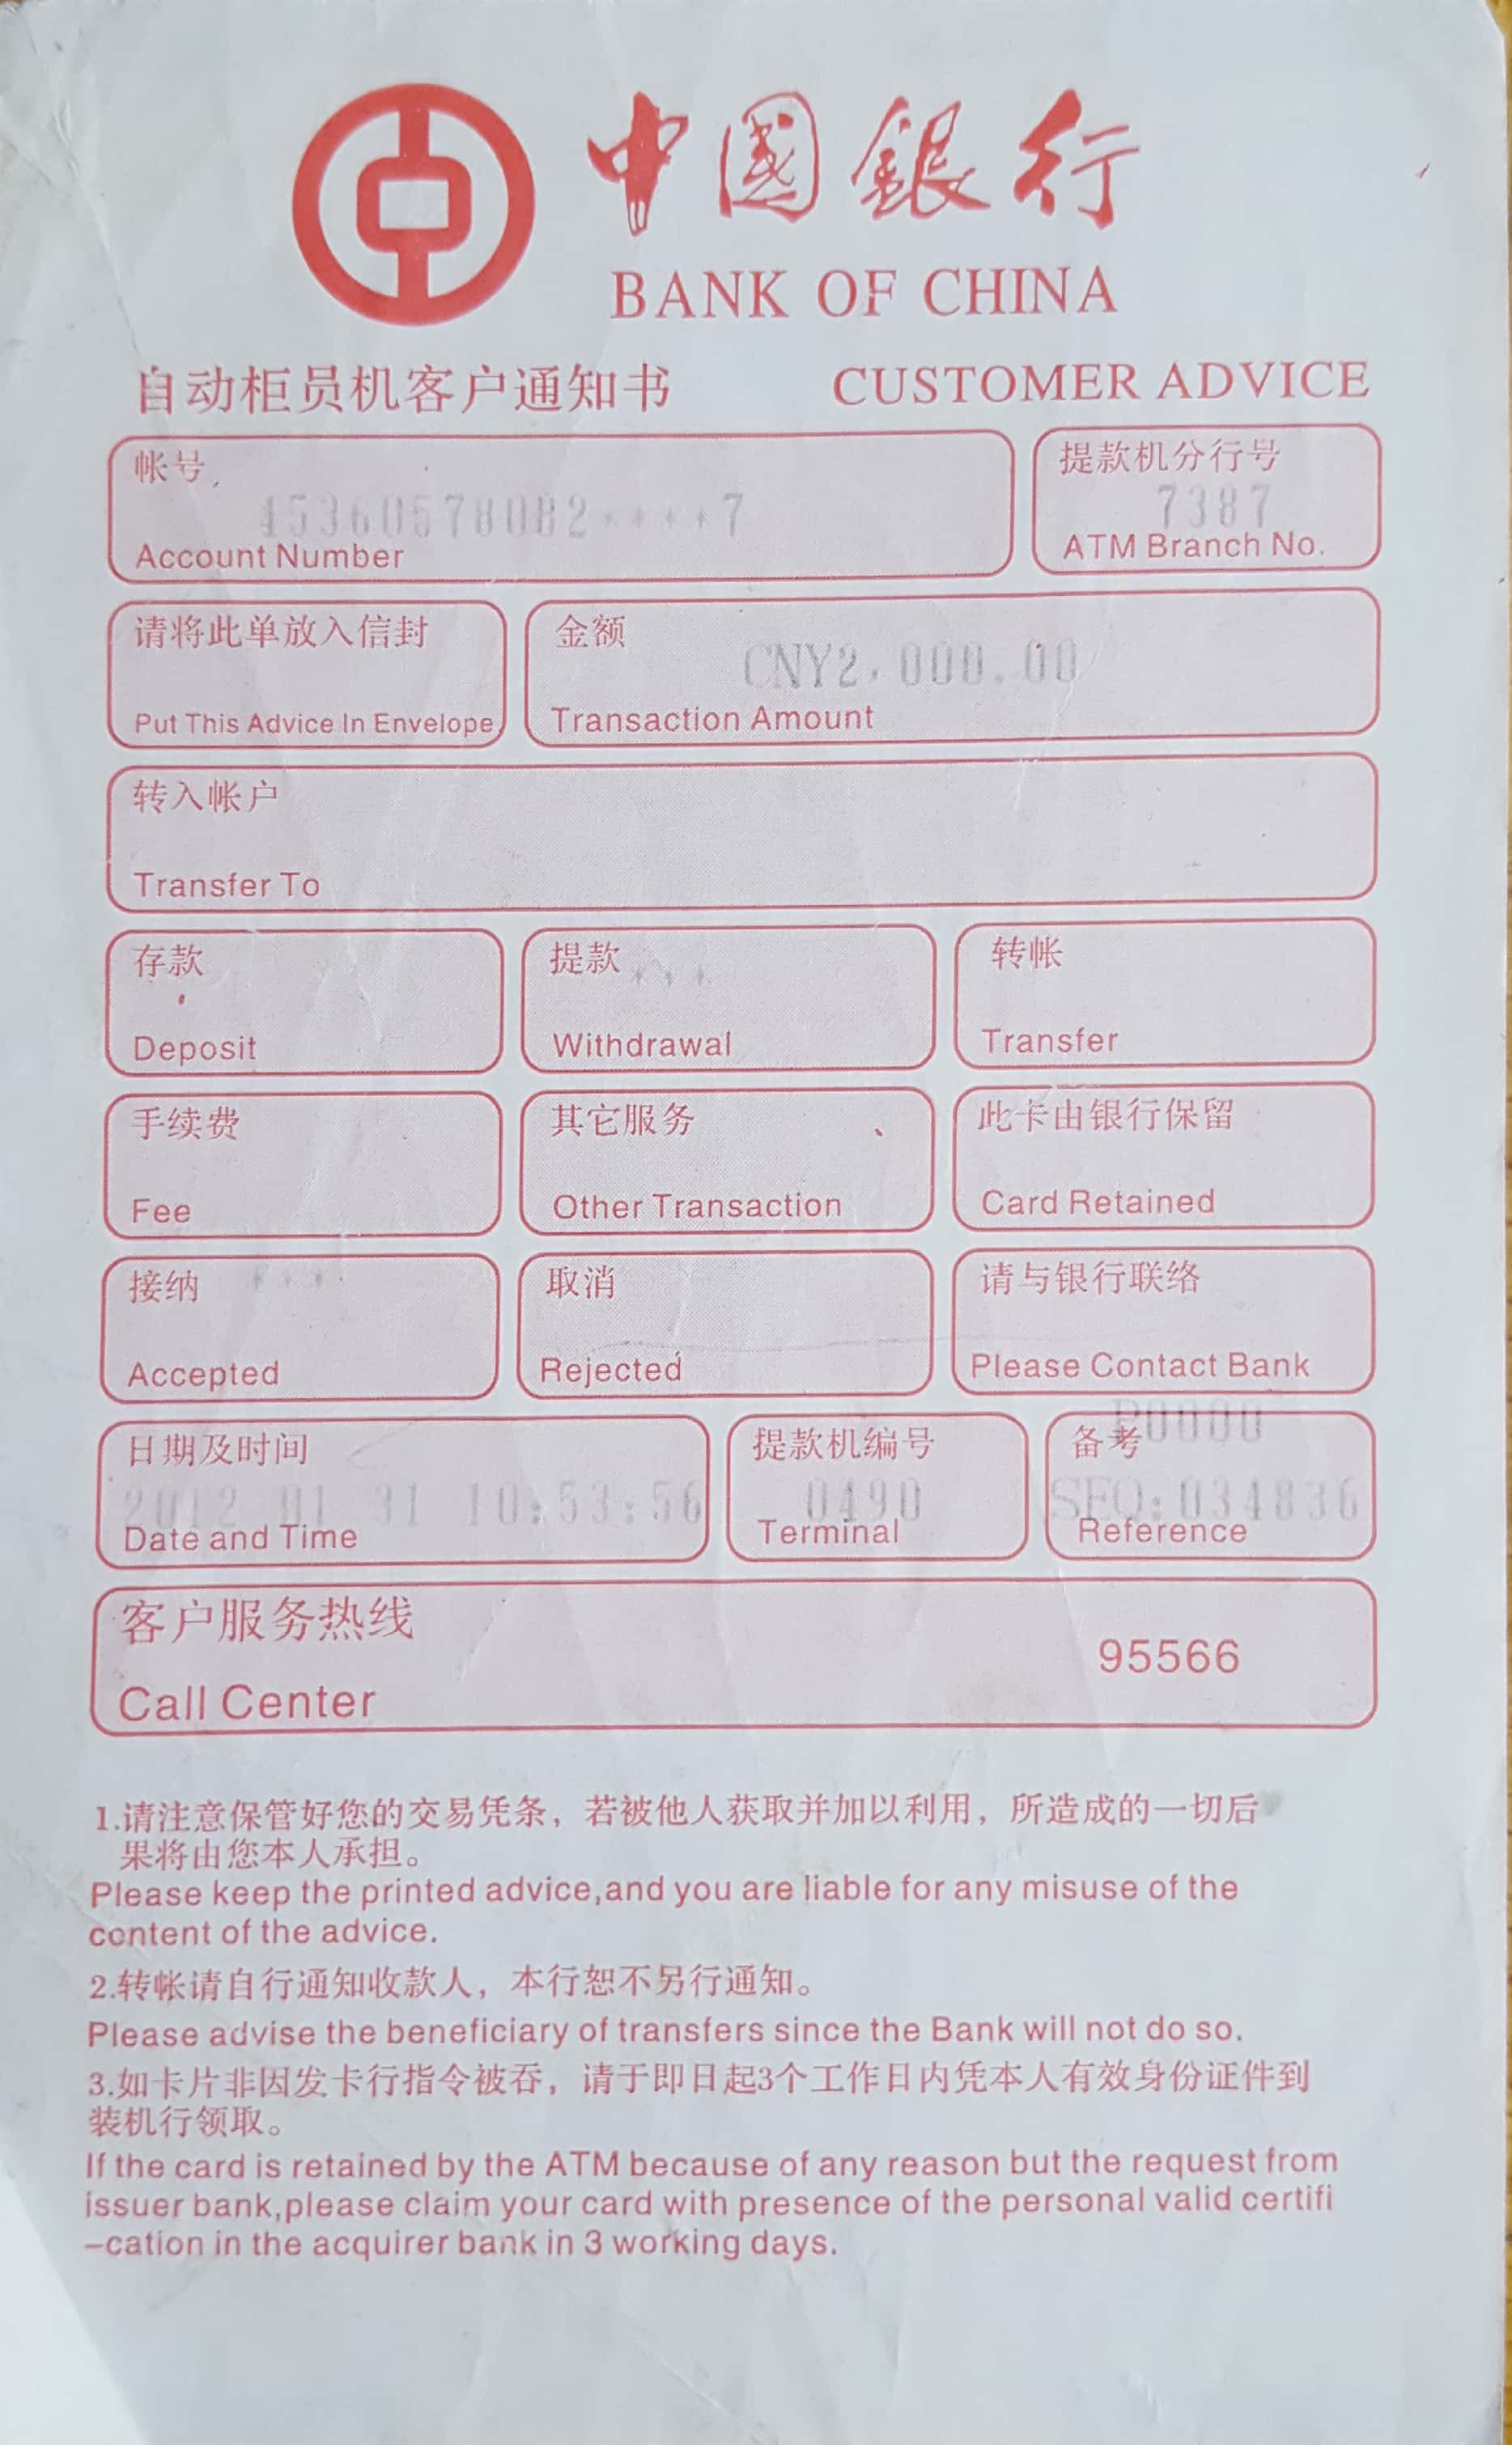 中國銀行
BANK OF CHINA
自动柜员机客户通知书 CUSTOMER ADVICE
帐号 提款机分行号
45360578082****7 7387
Account Number ATM Branch No.
请将此单放入信封 金额
CNY2,000.00
Put This Advice In Envelope Transaction Amount
转入帐户
Transfer To
存款 提款 *** 转帐
Deposit Withdrawal Transfer
手续费 其它服务 此卡由银行保留
Fee Other Transaction Card Retained
接纳 *** 取消 请与银行联络
Accepted Rejected Please Contact Bank
P0000
日期及时间 提款机编号 备考
2012 01 31 10:53:56 0490 SEQ:034836
Date and Time Terminal Reference
客户服务热线
95566
Call Center
1.请注意保管好您的交易凭条，若被他人获取并加以利用，所造成的一切后
果将由您本人承担。
Please keep the printed advice,and you are liable for any misuse of the
content of the advice.
2.转帐请自行通知收款人，本行恕不另行通知。
Please advise the beneficiary of transfers since the Bank will not do so.
3.如卡片非因发卡行指令被吞，请于即日起3个工作日内凭本人有效身份证件到
装机行领取。
If the card is retained by the ATM because of any reason but the request from
issuer bank,please claim your card with presence of the personal valid certifi
-cation in the acquirer bank in 3 working days.